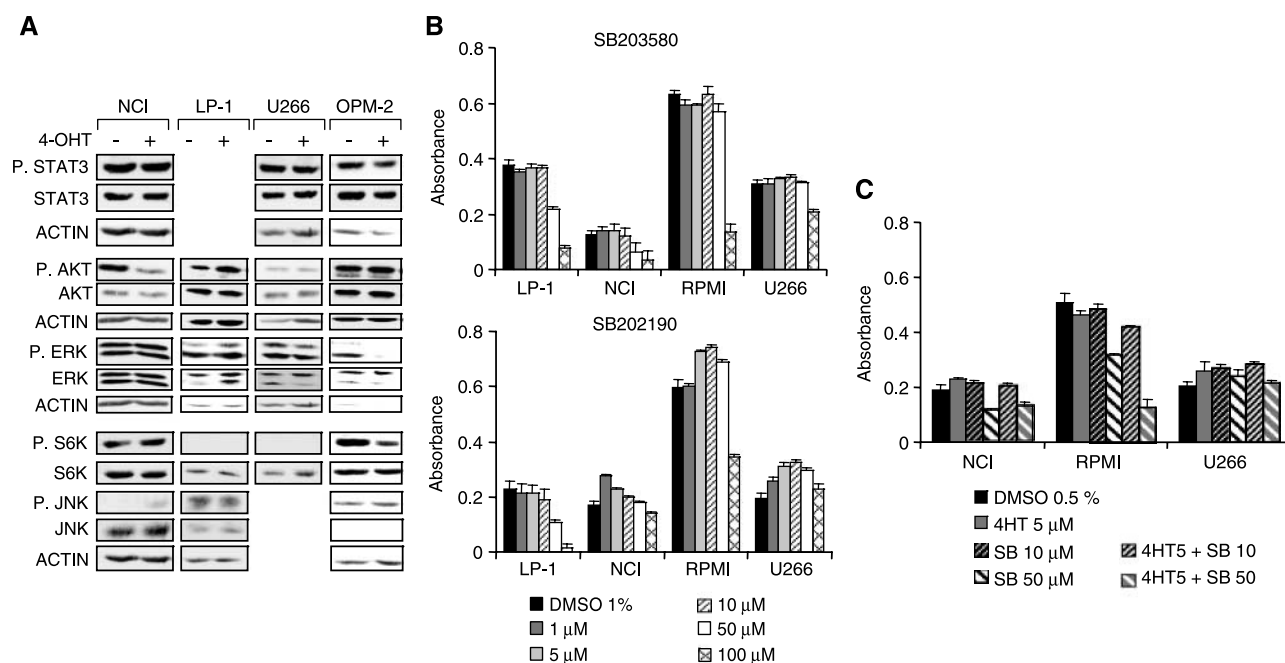 A
NCI LP-1 U266 OPM-2
4-OHT - + - + - + - +
P. STAT3
STAT3
ACTIN
P. AKT
AKT
ACTIN
P. ERK
ERK
ACTIN
P. S6K
S6K
P. JNK
JNK
ACTIN
B
SB203580
0.8
0.6
0.4
0.2
0
Absorbance
LP-1 NCI RPMI U266
SB202190
0.8
0.6
0.4
0.2
0
Absorbance
LP-1 NCI RPMI U266
DMSO 1%
1 µM
5 µM
10 µM
50 µM
100 µM
C
0.8
0.6
0.4
0.2
0
Absorbance
NCI RPMI U266
DMSO 0.5 %
4HT 5 µM
SB 10 µM
SB 50 µM
4HT5 + SB 10
4HT5 + SB 50